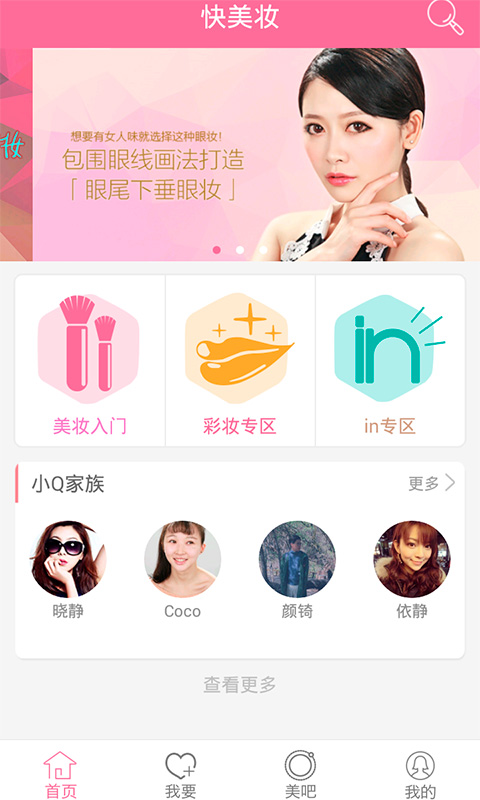 快美妆
妆
想要有女人味就选择这种眼妆!
包围眼线画法打造
「眼尾下垂眼妆」
美妆入门
彩妆专区
in
in专区
小Q家族
更多
晓静
Coco
颜锜
依静
查看更多
首页
我要
美吧
我的